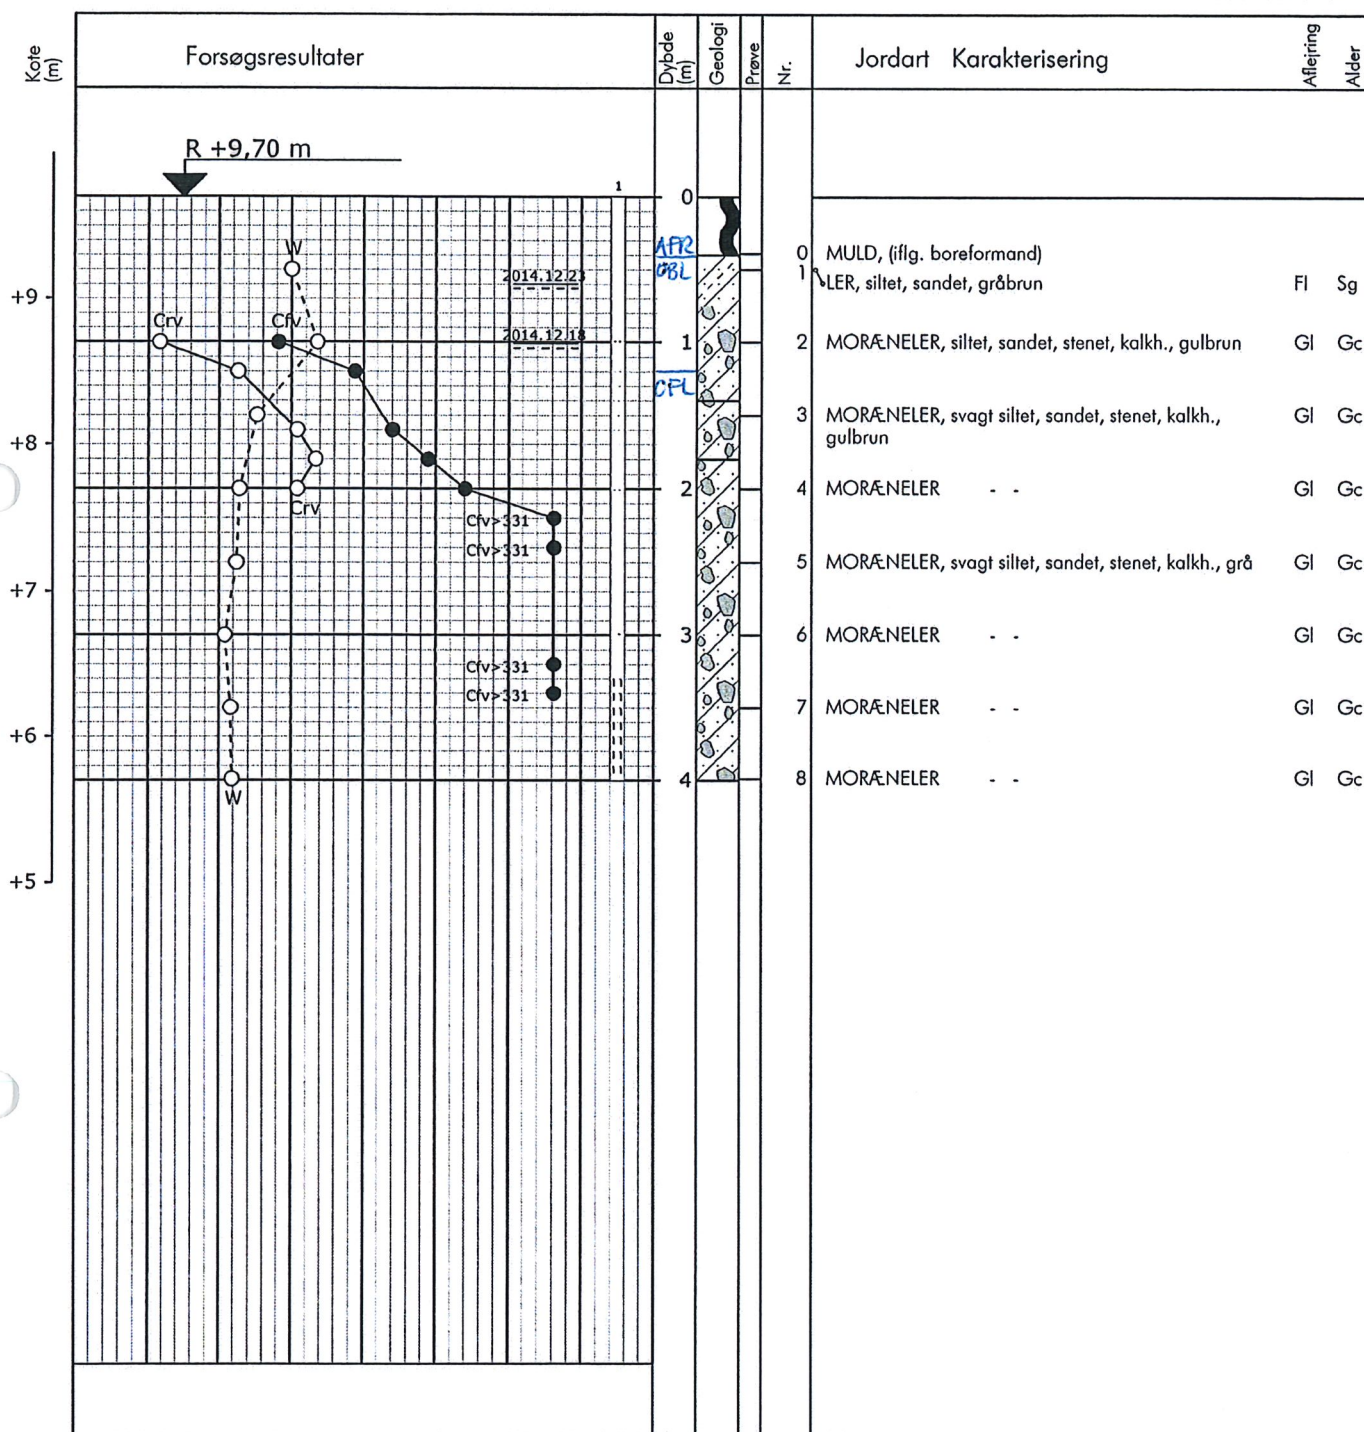 Kote (m)
Forsøgsresultater
Dybde (m)
Geologi
Prøve
Nr.
Jordart Karakterisering
Aflejring
Alder
R +9,70 m
1
0
W
AFR
OBL
0 MULD, (iflg. boreformand)
1 LER, siltet, sandet, gråbrun Fl Sg
2014.12.23
+9
Crv
Cfv
2014.12.18
1
2 MORÆNELER, siltet, sandet, stenet, kalkh., gulbrun Gl Gc
OFL
3 MORÆNELER, svagt siltet, sandet, stenet, kalkh., Gl Gc
gulbrun
+8
2
4 MORÆNELER - - Gl Gc
Crv
Cfv>331
Cfv>331
5 MORÆNELER, svagt siltet, sandet, stenet, kalkh., grå Gl Gc
+7
3
6 MORÆNELER - - Gl Gc
Cfv>331
Cfv>331
7 MORÆNELER - - Gl Gc
+6
4
8 MORÆNELER - - Gl Gc
W
+5